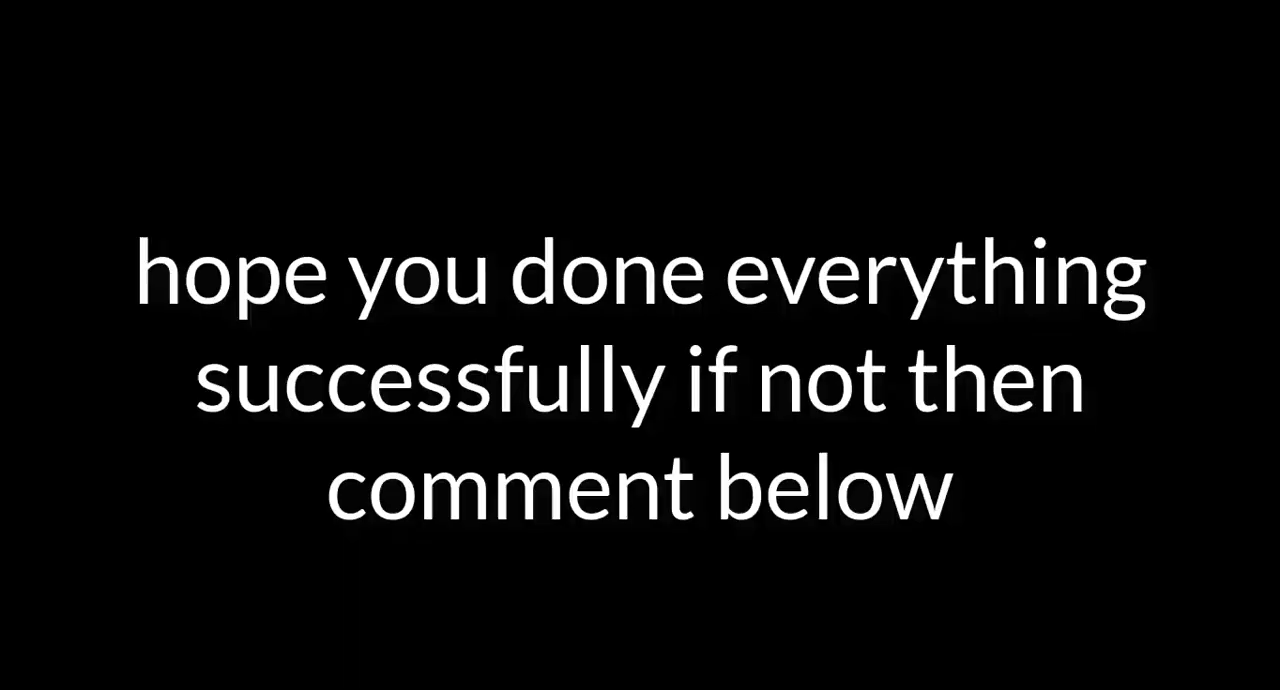 hope you done everything
successfully if not then
comment below